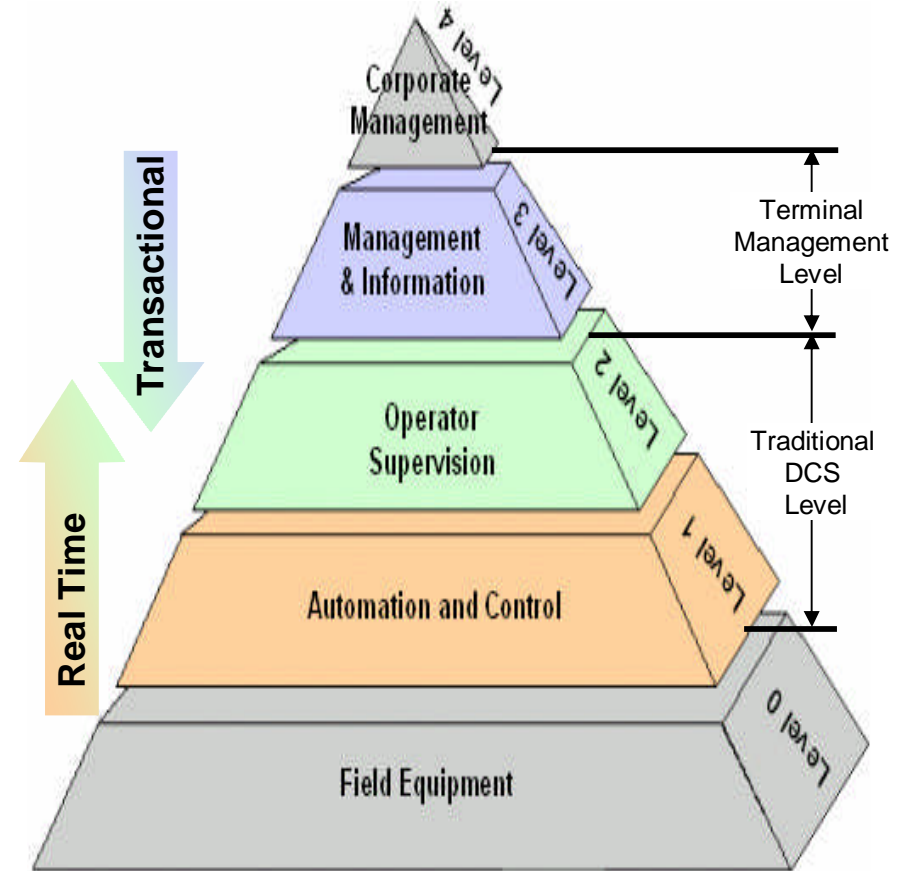 Level 4
Corporate
Management
Transactional
Level 3
Management
& Information
Terminal
Management
Level
Level 2
Operator
Supervision
Traditional
DCS
Level
Real Time
Level 1
Automation and Control
Level 0
Field Equipment